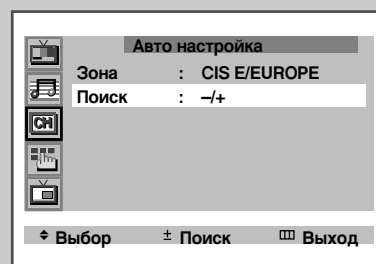 Авто настройка
Зона : CIS E/EUROPE
Поиск : –/+
CH
Выбор ± Поиск Выход